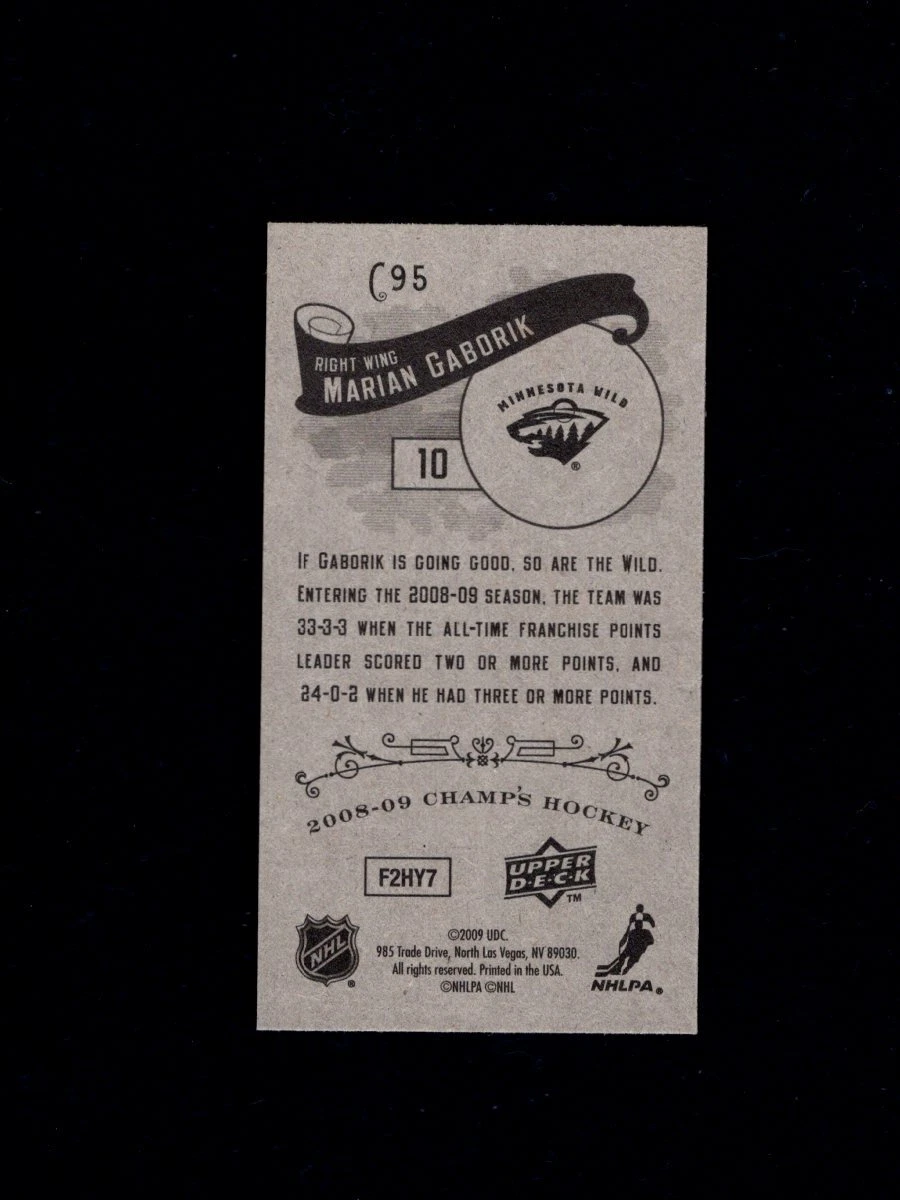 C95
RIGHT WING
MARIAN GABORIK
MINNESOTA WILD
®
10
IF GABORIK IS GOING GOOD, SO ARE THE WILD.
ENTERING THE 2008-09 SEASON, THE TEAM WAS
33-3-3 WHEN THE ALL-TIME FRANCHISE POINTS
LEADER SCORED TWO OR MORE POINTS, AND
24-0-2 WHEN HE HAD THREE OR MORE POINTS.
2008-09 CHAMP'S HOCKEY
F2HY7
UPPER
D·E·C·K
TM
NHL
®
©2009 UDC.
985 Trade Drive, North Las Vegas, NV 89030.
All rights reserved. Printed in the USA.
©NHLPA ©NHL
NHLPA®